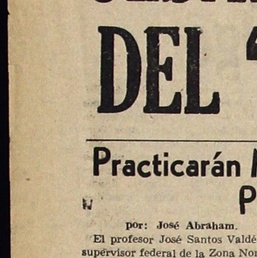 DEL "
Practicarán
por: José Abraham.
El profesor José Santos Valdé
supervisor federal de la Zona Nor